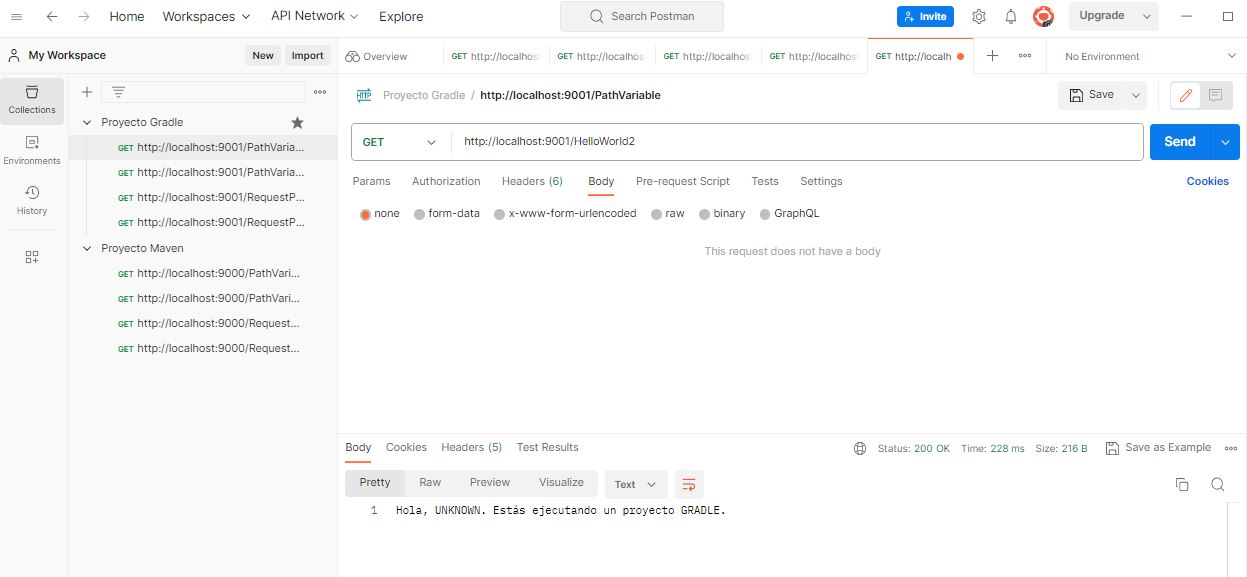 Home Workspaces API Network Explore Search Postman Invite Upgrade
My Workspace New Import Overview GET http://localhost GET http://localhost GET http://localhost GET http://localhost GET http://localh No Environment
Collections
Environments
History
Proyecto Gradle
GET http://localhost:9001/PathVaria...
GET http://localhost:9001/PathVaria...
GET http://localhost:9001/RequestP...
GET http://localhost:9001/RequestP...
Proyecto Maven
GET http://localhost:9000/PathVari...
GET http://localhost:9000/PathVari...
GET http://localhost:9000/Request...
GET http://localhost:9000/Request...
HTTP Proyecto Gradle / http://localhost:9001/PathVariable Save
GET http://localhost:9001/HelloWorld2 Send
Params Authorization Headers (6) Body Pre-request Script Tests Settings Cookies
none form-data x-www-form-urlencoded raw binary GraphQL
This request does not have a body
Body Cookies Headers (5) Test Results Status: 200 OK Time: 228 ms Size: 216 B Save as Example
Pretty Raw Preview Visualize Text
1 Hola, UNKNOWN. Estás ejecutando un proyecto GRADLE.